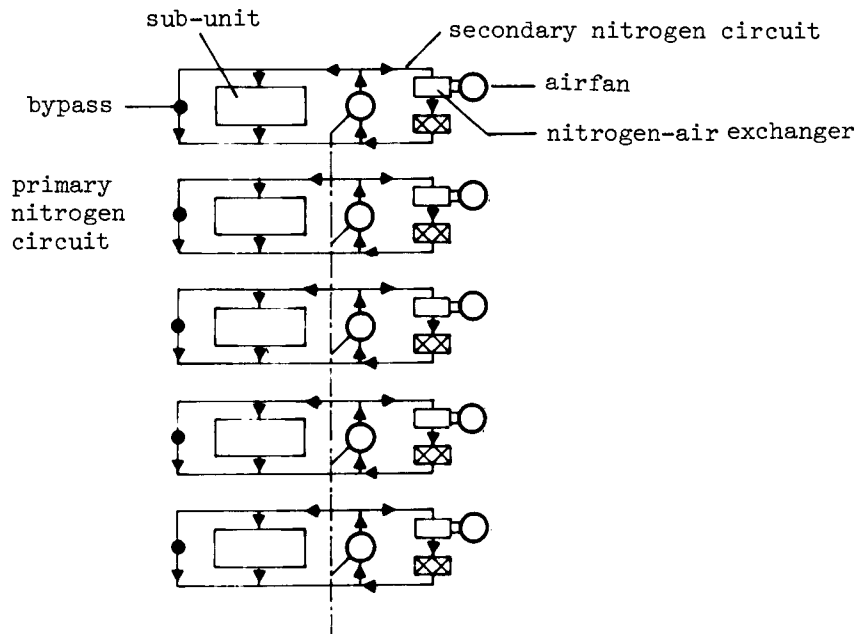 sub-unit
secondary nitrogen circuit
airfan
bypass
nitrogen-air exchanger
primary
nitrogen
circuit